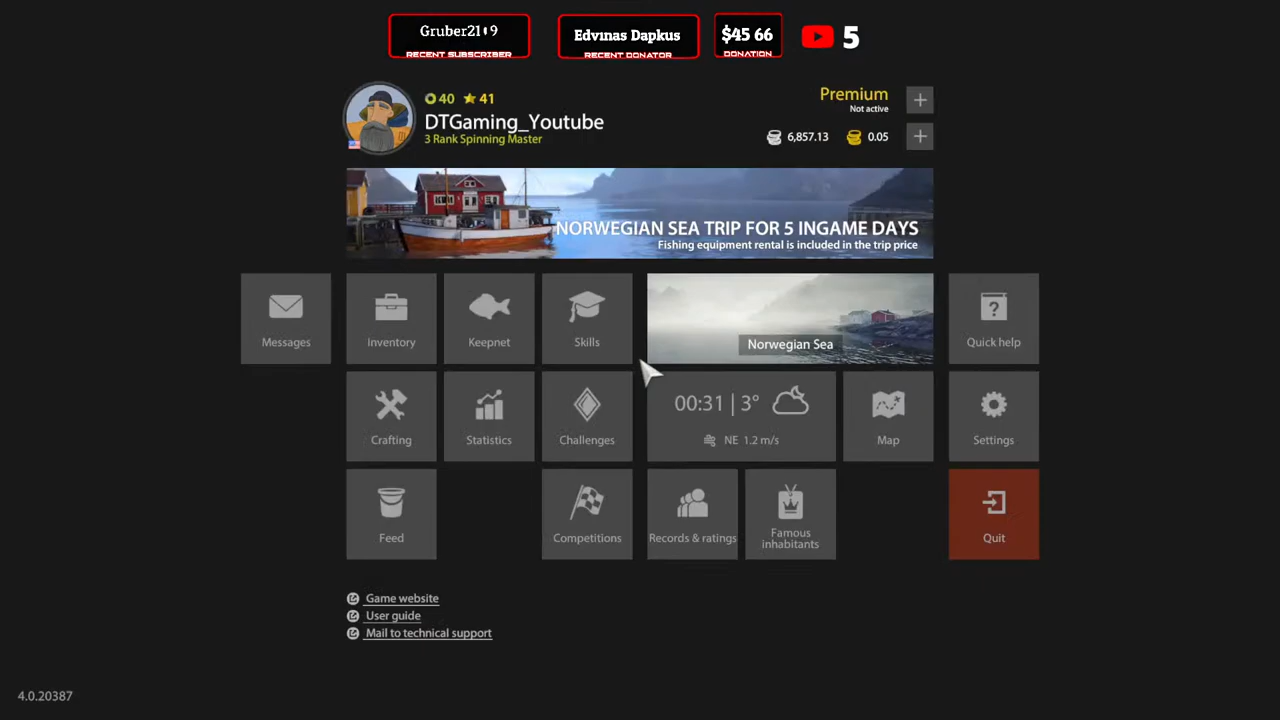 Edvinas Dapkus
$45 66
5
RECENT SUBSCRIBER
RECENT DONATOR
DONATION
40
41
DTGaming_Youtube
3 Rank Spinning Master
Premium
Not active
6,857.13
0.05
NORWEGIAN SEA TRIP FOR 5 INGAME DAYS
Fishing equipment rental is included in the trip price
Messages
Inventory
Keepnet
Skills
Norwegian Sea
Quick help
Crafting
Statistics
Challenges
00:31 | 3°
NE 1.2 m/s
Map
Settings
Feed
Competitions
Records & ratings
Famous
inhabitants
Quit
Game website
User guide
Mail to technical support
4.0.20387